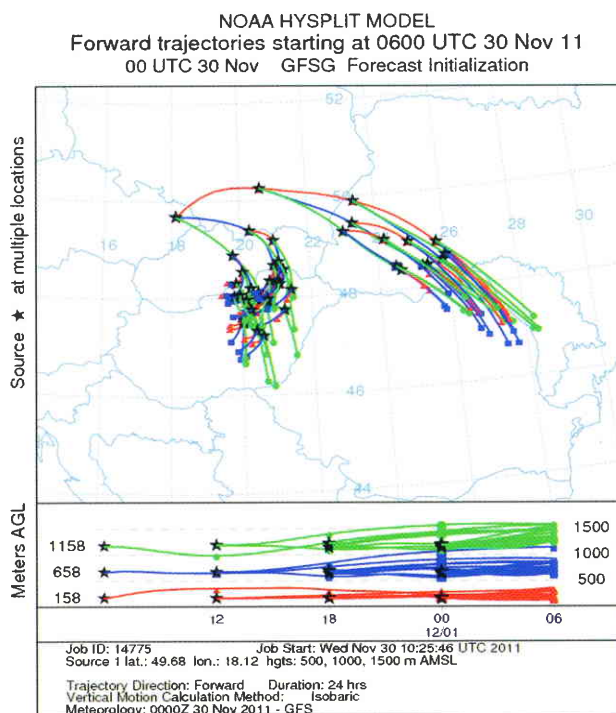 NOAA HYSPLIT MODEL
Forward trajectories starting at 0600 UTC 30 Nov 11
00 UTC 30 Nov GFSG Forecast Initialization
Source ★ at multiple locations
52
50
16
18
20
22
26
28
30
48
46
44
Meters AGL
1158
658
158
1500
1000
500
12
18
00
06
12/01
Job ID: 14775 Job Start: Wed Nov 30 10:25:46 UTC 2011
Source 1 lat.: 49.68 lon.: 18.12 hgts: 500, 1000, 1500 m AMSL
Trajectory Direction: Forward Duration: 24 hrs
Vertical Motion Calculation Method: Isobaric
Meteorology: 0000Z 30 Nov 2011 - GFS